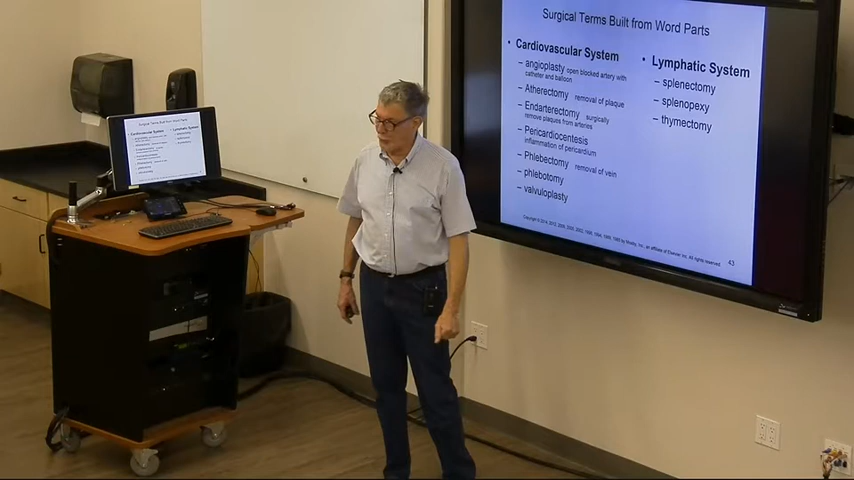 Surgical Terms Built from Word Parts
• Cardiovascular System
– angioplasty open blocked artery with
catheter and balloon
– Atherectomy removal of plaque
– Endarterectomy surgically
remove plaques from arteries
– Pericardiocentesis
inflammation of pericardium
– Phlebectomy removal of vein
– phlebotomy
– valvuloplasty
• Lymphatic System
– splenectomy
– splenopexy
– thymectomy
43